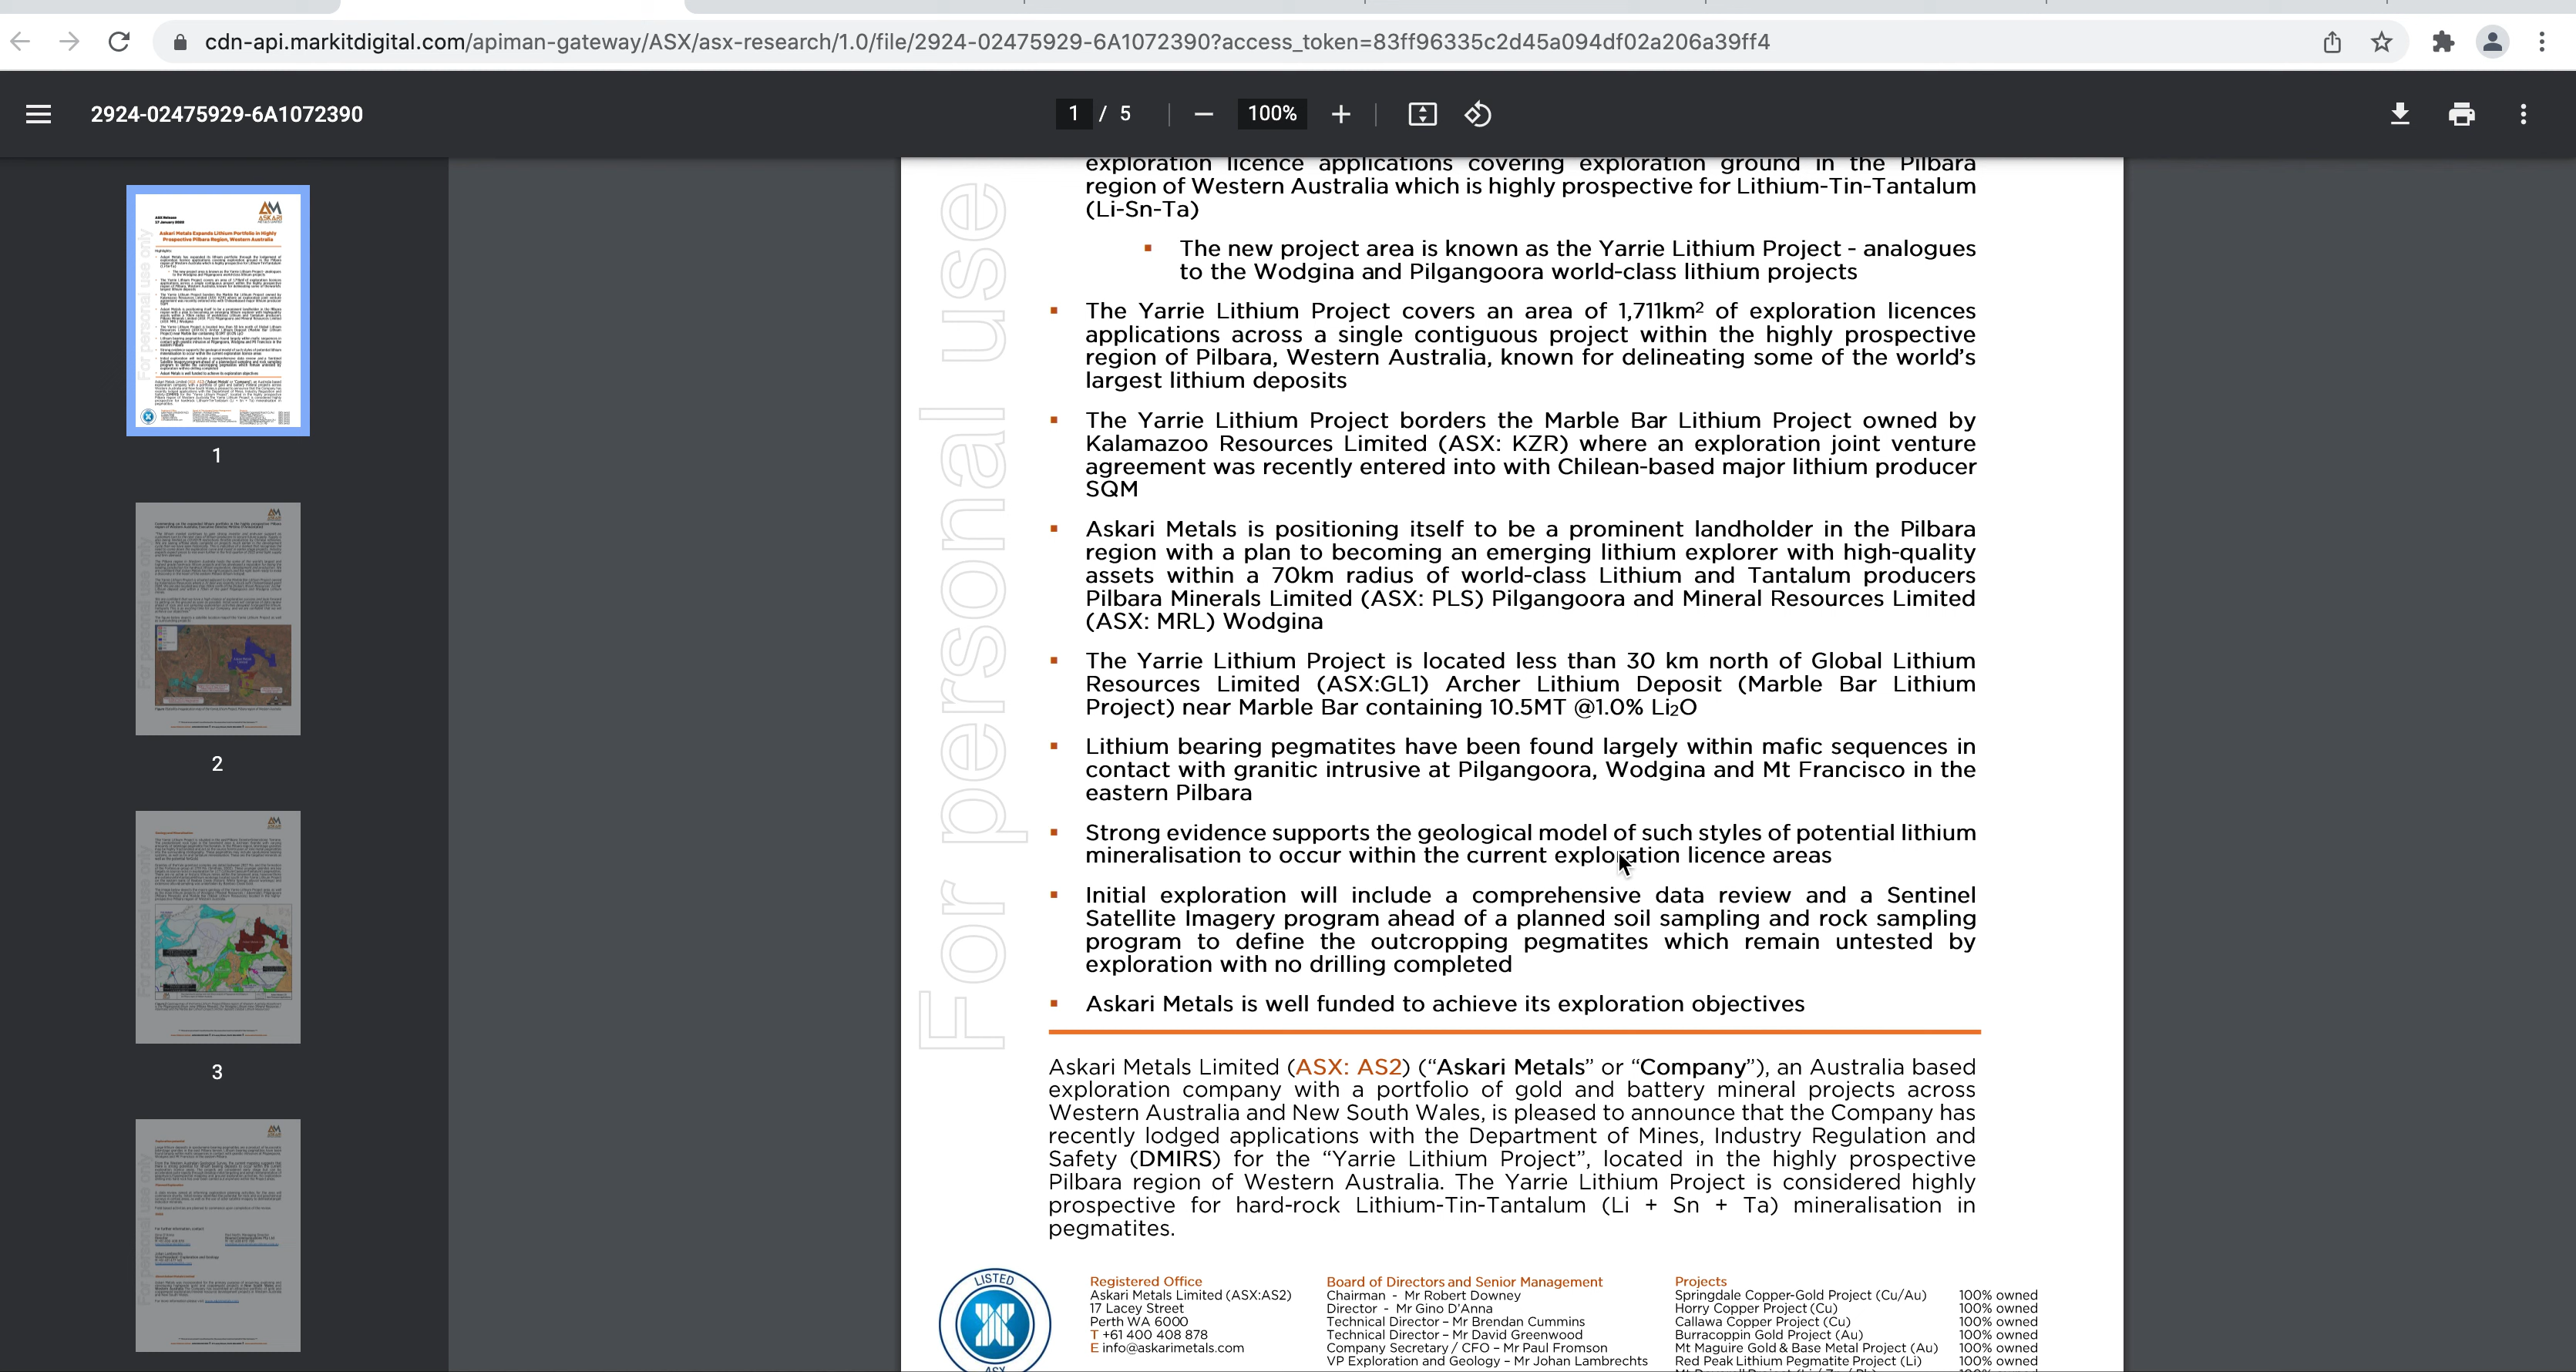 cdn-api.markitdigital.com/apiman-gateway/ASX/asx-research/1.0/file/2924-02475929-6A1072390?access_token=83ff96335c2d45a094df02a206a39ff4
2924-02475929-6A1072390
1 / 5
100%
ASX Release
17 January 2022
AM
ASKARI
Askari Metals Expands Lithium Portfolio in Highly
Prospective Pilbara Region, Western Australia
1
2
3
For personal use
exploration licence applications covering exploration ground in the Pilbara
region of Western Australia which is highly prospective for Lithium-Tin-Tantalum
(Li-Sn-Ta)
▪ The new project area is known as the Yarrie Lithium Project - analogues
to the Wodgina and Pilgangoora world-class lithium projects
▪ The Yarrie Lithium Project covers an area of 1,711km² of exploration licences
applications across a single contiguous project within the highly prospective
region of Pilbara, Western Australia, known for delineating some of the world's
largest lithium deposits
▪ The Yarrie Lithium Project borders the Marble Bar Lithium Project owned by
Kalamazoo Resources Limited (ASX: KZR) where an exploration joint venture
agreement was recently entered into with Chilean-based major lithium producer
SQM
▪ Askari Metals is positioning itself to be a prominent landholder in the Pilbara
region with a plan to becoming an emerging lithium explorer with high-quality
assets within a 70km radius of world-class Lithium and Tantalum producers
Pilbara Minerals Limited (ASX: PLS) Pilgangoora and Mineral Resources Limited
(ASX: MRL) Wodgina
▪ The Yarrie Lithium Project is located less than 30 km north of Global Lithium
Resources Limited (ASX:GL1) Archer Lithium Deposit (Marble Bar Lithium
Project) near Marble Bar containing 10.5MT @1.0% Li₂O
▪ Lithium bearing pegmatites have been found largely within mafic sequences in
contact with granitic intrusive at Pilgangoora, Wodgina and Mt Francisco in the
eastern Pilbara
▪ Strong evidence supports the geological model of such styles of potential lithium
mineralisation to occur within the current exploration licence areas
▪ Initial exploration will include a comprehensive data review and a Sentinel
Satellite Imagery program ahead of a planned soil sampling and rock sampling
program to define the outcropping pegmatites which remain untested by
exploration with no drilling completed
▪ Askari Metals is well funded to achieve its exploration objectives
Askari Metals Limited (ASX: AS2) (“Askari Metals” or “Company”), an Australia based
exploration company with a portfolio of gold and battery mineral projects across
Western Australia and New South Wales, is pleased to announce that the Company has
recently lodged applications with the Department of Mines, Industry Regulation and
Safety (DMIRS) for the “Yarrie Lithium Project”, located in the highly prospective
Pilbara region of Western Australia. The Yarrie Lithium Project is considered highly
prospective for hard-rock Lithium-Tin-Tantalum (Li + Sn + Ta) mineralisation in
pegmatites.
LISTED
ASX
Registered Office
Askari Metals Limited (ASX:AS2)
17 Lacey Street
Perth WA 6000
T +61 400 408 878
E info@askarimetals.com
Board of Directors and Senior Management
Chairman - Mr Robert Downey
Director - Mr Gino D'Anna
Technical Director – Mr Brendan Cummins
Technical Director – Mr David Greenwood
Company Secretary / CFO – Mr Paul Fromson
VP Exploration and Geology – Mr Johan Lambrechts
Projects
Springdale Copper-Gold Project (Cu/Au) 100% owned
Horry Copper Project (Cu) 100% owned
Callawa Copper Project (Cu) 100% owned
Burracoppin Gold Project (Au) 100% owned
Mt Maguire Gold & Base Metal Project (Au) 100% owned
Red Peak Lithium Pegmatite Project (Li) 100% owned